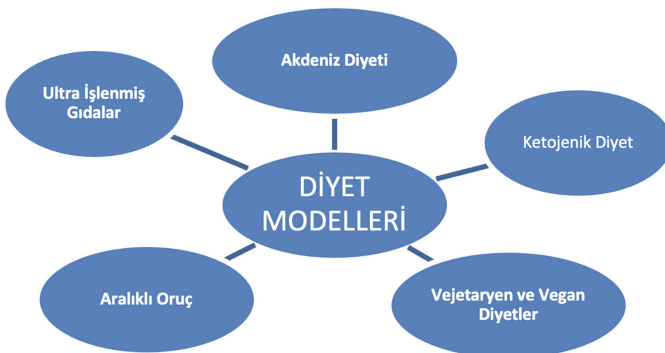 Akdeniz Diyeti
Ultra İşlenmiş
Gıdalar
Ketojenik Diyet
DİYET
MODELLERİ
Aralıklı Oruç
Vejetaryen ve Vegan
Diyetler